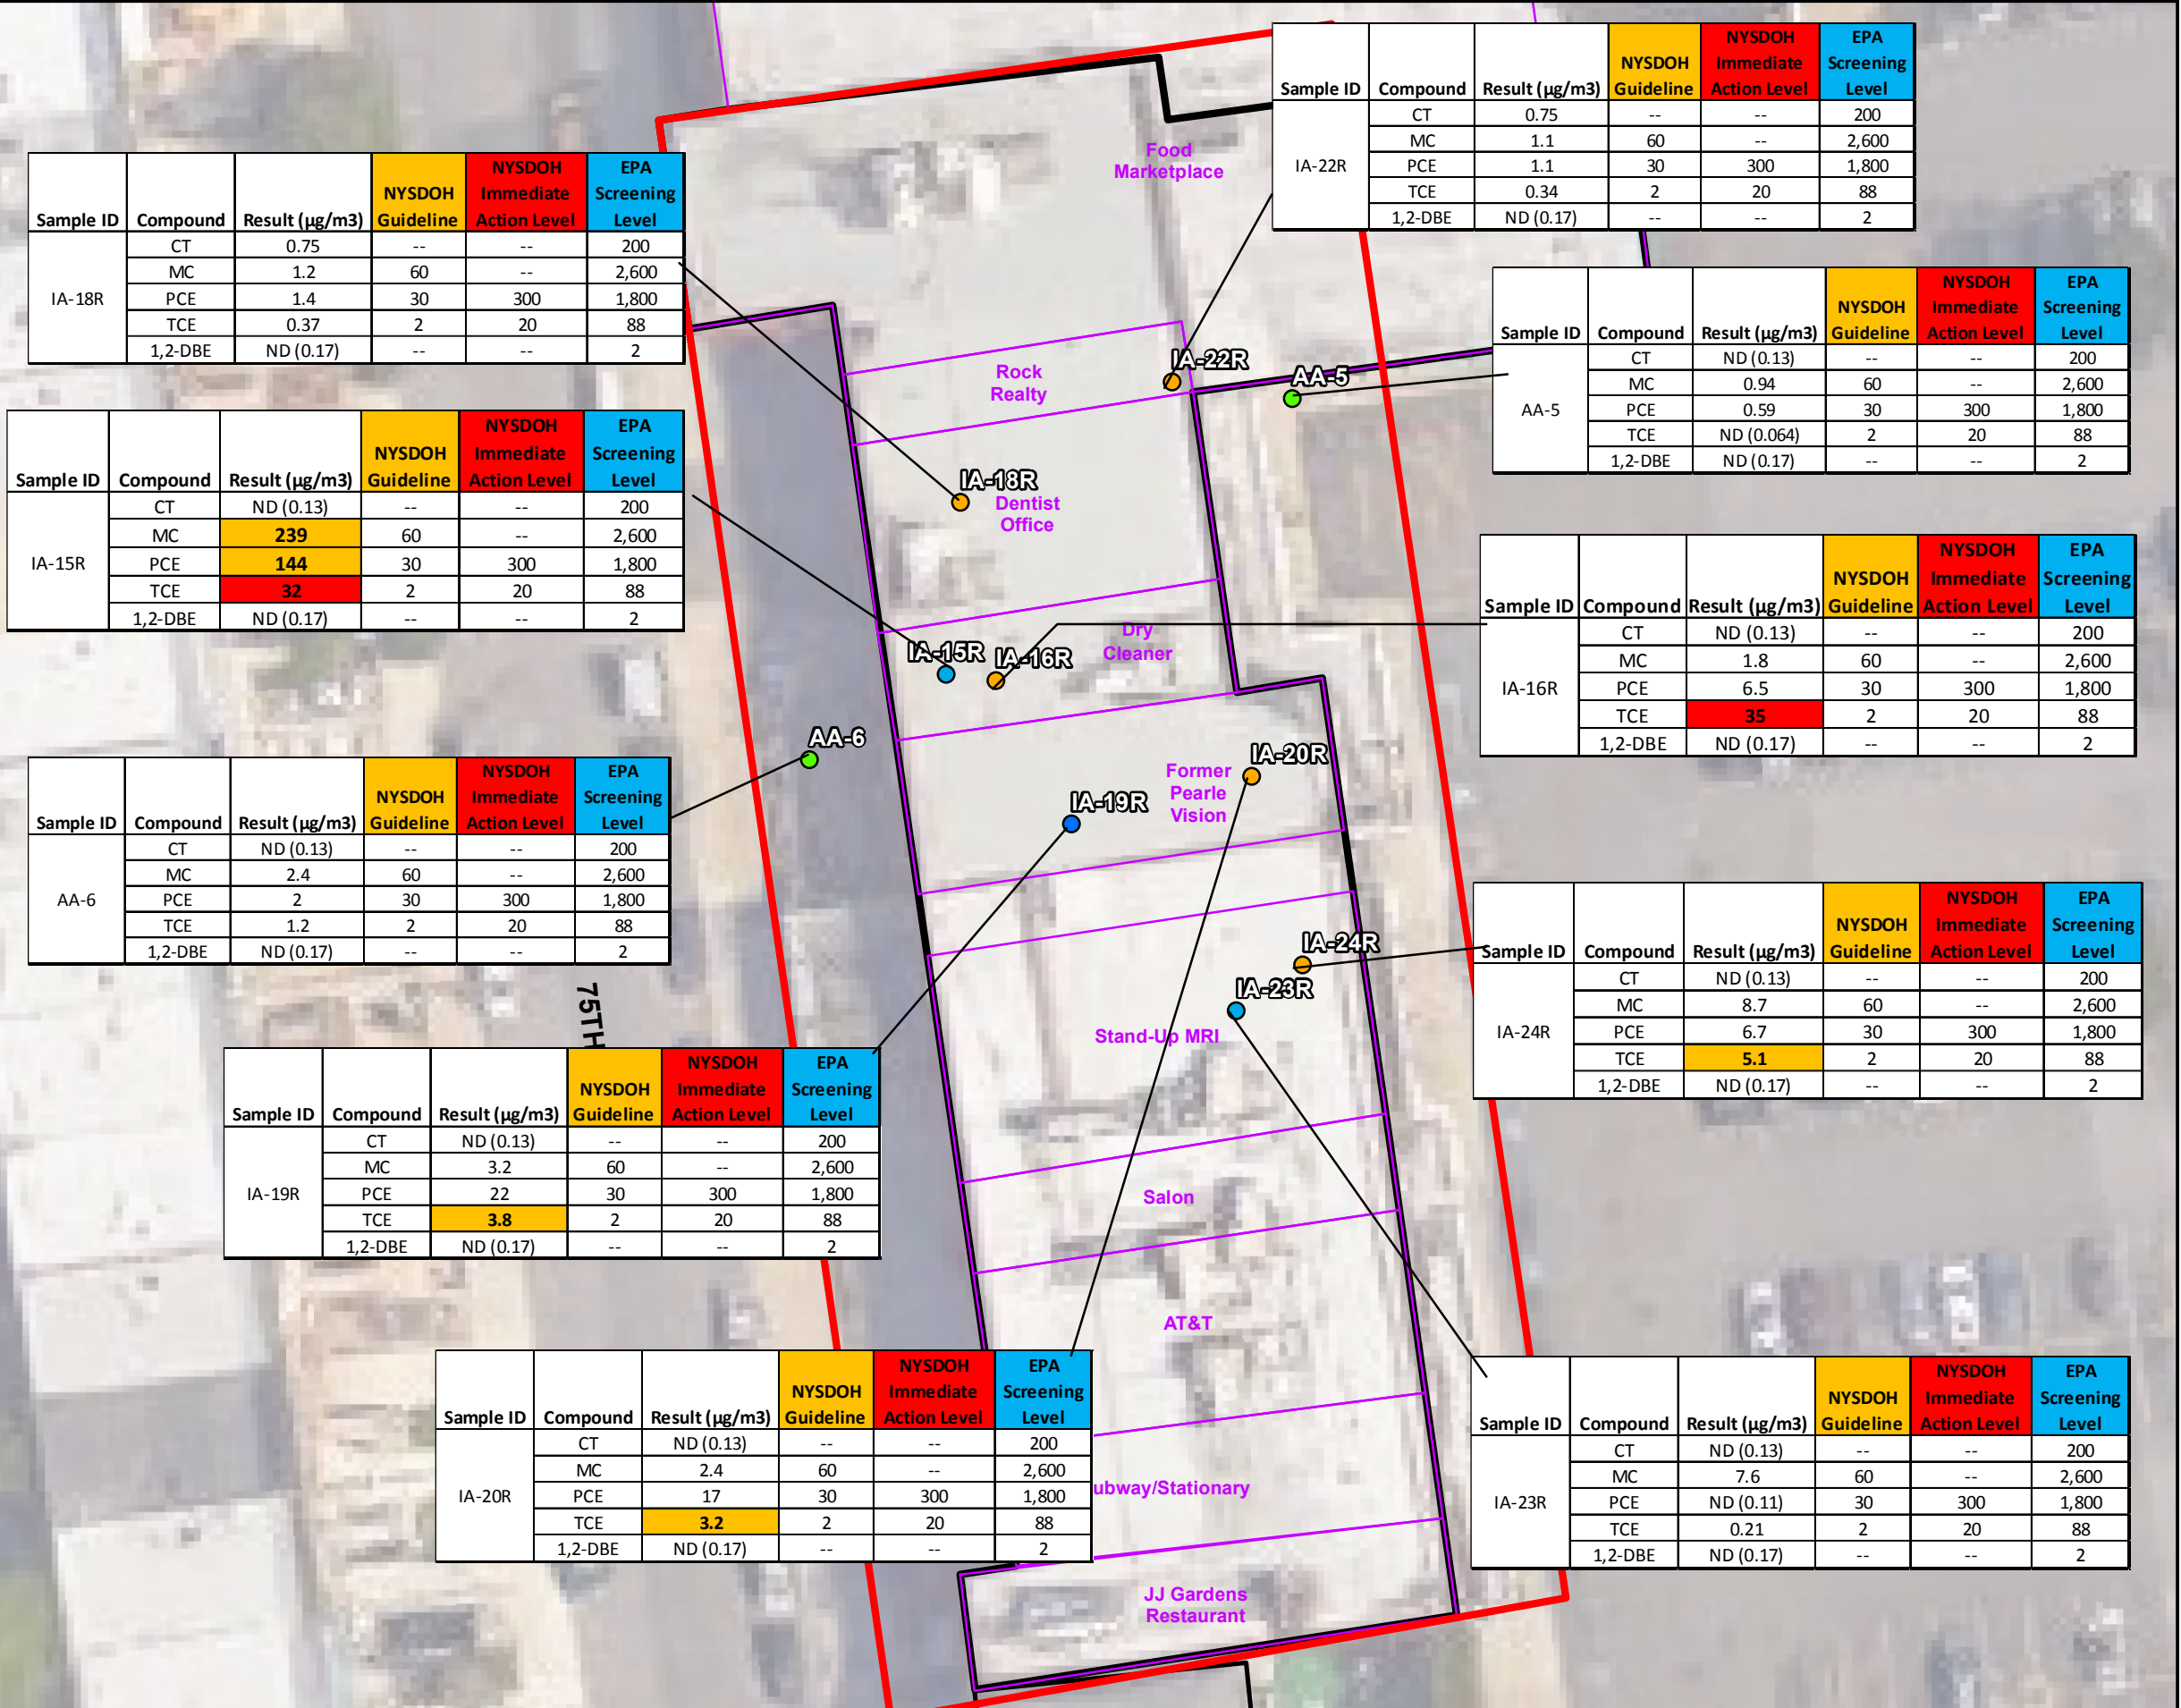 Sample ID Compound Result (µg/m3) NYSDOH Guideline NYSDOH Immediate Action Level EPA Screening Level
IA-22R
CT 0.75 -- -- 200
MC 1.1 60 -- 2,600
PCE 1.1 30 300 1,800
TCE 0.34 2 20 88
1,2-DBE ND (0.17) -- -- 2
Food
Marketplace
Sample ID Compound Result (µg/m3) NYSDOH Guideline NYSDOH Immediate Action Level EPA Screening Level
IA-18R
CT 0.75 -- -- 200
MC 1.2 60 -- 2,600
PCE 1.4 30 300 1,800
TCE 0.37 2 20 88
1,2-DBE ND (0.17) -- -- 2
Sample ID Compound Result (µg/m3) NYSDOH Guideline NYSDOH Immediate Action Level EPA Screening Level
AA-5
CT ND (0.13) -- -- 200
MC 0.94 60 -- 2,600
PCE 0.59 30 300 1,800
TCE ND (0.064) 2 20 88
1,2-DBE ND (0.17) -- -- 2
IA-22R
Rock
Realty
AA-5
Sample ID Compound Result (µg/m3) NYSDOH Guideline NYSDOH Immediate Action Level EPA Screening Level
IA-15R
CT ND (0.13) -- -- 200
MC 239 60 -- 2,600
PCE 144 30 300 1,800
TCE 32 2 20 88
1,2-DBE ND (0.17) -- -- 2
IA-18R
Dentist
Office
Sample ID Compound Result (µg/m3) NYSDOH Guideline NYSDOH Immediate Action Level EPA Screening Level
IA-16R
CT ND (0.13) -- -- 200
MC 1.8 60 -- 2,600
PCE 6.5 30 300 1,800
TCE 35 2 20 88
1,2-DBE ND (0.17) -- -- 2
Dry
Cleaner
IA-15R IA-16R
AA-6
IA-20R
Former
Pearle
Vision
IA-19R
Sample ID Compound Result (µg/m3) NYSDOH Guideline NYSDOH Immediate Action Level EPA Screening Level
AA-6
CT ND (0.13) -- -- 200
MC 2.4 60 -- 2,600
PCE 2 30 300 1,800
TCE 1.2 2 20 88
1,2-DBE ND (0.17) -- -- 2
Sample ID Compound Result (µg/m3) NYSDOH Guideline NYSDOH Immediate Action Level EPA Screening Level
IA-24R
CT ND (0.13) -- -- 200
MC 8.7 60 -- 2,600
PCE 6.7 30 300 1,800
TCE 5.1 2 20 88
1,2-DBE ND (0.17) -- -- 2
IA-24R
IA-23R
75TH
Stand-Up MRI
Sample ID Compound Result (µg/m3) NYSDOH Guideline NYSDOH Immediate Action Level EPA Screening Level
IA-19R
CT ND (0.13) -- -- 200
MC 3.2 60 -- 2,600
PCE 22 30 300 1,800
TCE 3.8 2 20 88
1,2-DBE ND (0.17) -- -- 2
Salon
AT&T
Sample ID Compound Result (µg/m3) NYSDOH Guideline NYSDOH Immediate Action Level EPA Screening Level
IA-20R
CT ND (0.13) -- -- 200
MC 2.4 60 -- 2,600
PCE 17 30 300 1,800
TCE 3.2 2 20 88
1,2-DBE ND (0.17) -- -- 2
ubway/Stationary
Sample ID Compound Result (µg/m3) NYSDOH Guideline NYSDOH Immediate Action Level EPA Screening Level
IA-23R
CT ND (0.13) -- -- 200
MC 7.6 60 -- 2,600
PCE ND (0.11) 30 300 1,800
TCE 0.21 2 20 88
1,2-DBE ND (0.17) -- -- 2
JJ Gardens
Restaurant